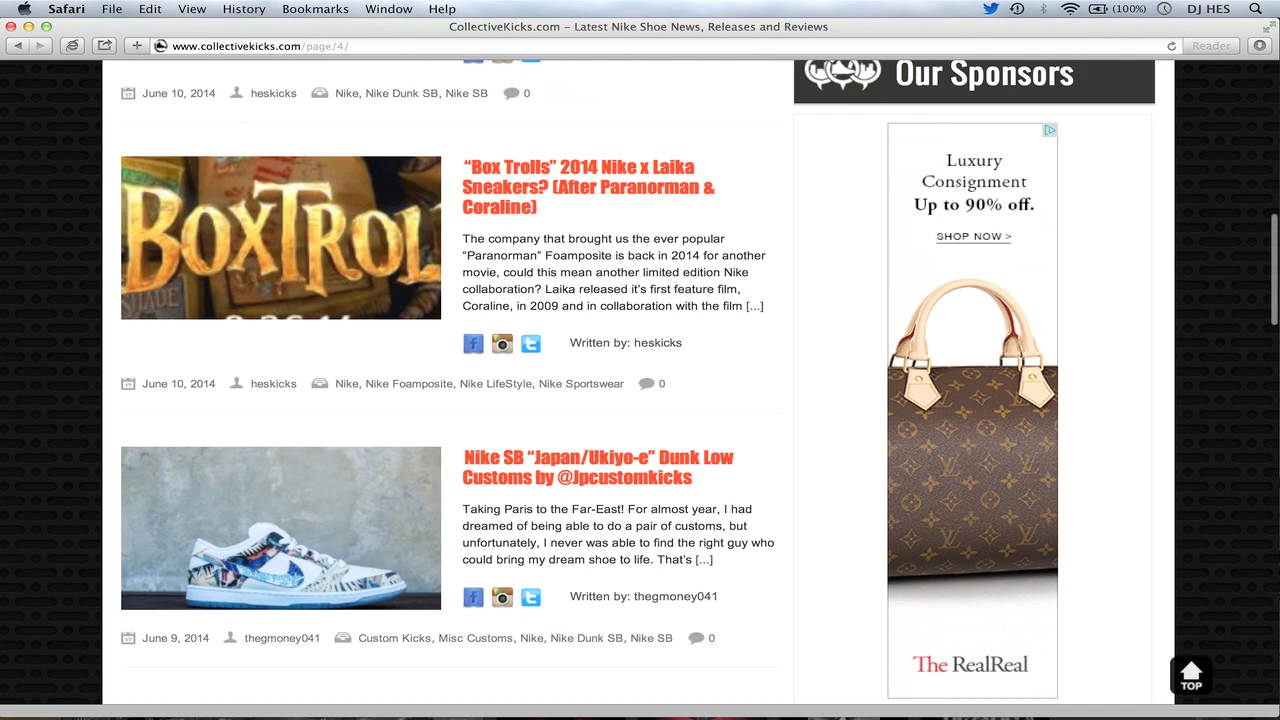 Safari File Edit View History Bookmarks Window Help (100%) DJ HES
CollectiveKicks.com – Latest Nike Shoe News, Releases and Reviews
www.collectivekicks.com/page/4/
Reader
June 10, 2014 heskicks Nike, Nike Dunk SB, Nike SB 0
BOXTROL
SHADE
“Box Trolls” 2014 Nike x Laika
Sneakers? (After Paranorman &
Coraline)
The company that brought us the ever popular
“Paranorman” Foamposite is back in 2014 for another
movie, could this mean another limited edition Nike
collaboration? Laika released it’s first feature film,
Coraline, in 2009 and in collaboration with the film [...]
Written by: heskicks
June 10, 2014 heskicks Nike, Nike Foamposite, Nike LifeStyle, Nike Sportswear 0
Nike SB “Japan/Ukiyo-e” Dunk Low
Customs by @Jpcustomkicks
Taking Paris to the Far-East! For almost year, I had
dreamed of being able to do a pair of customs, but
unfortunately, I never was able to find the right guy who
could bring my dream shoe to life. That’s [...]
Written by: thegmoney041
June 9, 2014 thegmoney041 Custom Kicks, Misc Customs, Nike, Nike Dunk SB, Nike SB 0
Our Sponsors
Luxury
Consignment
Up to 90% off.
SHOP NOW >
The RealReal
TOP